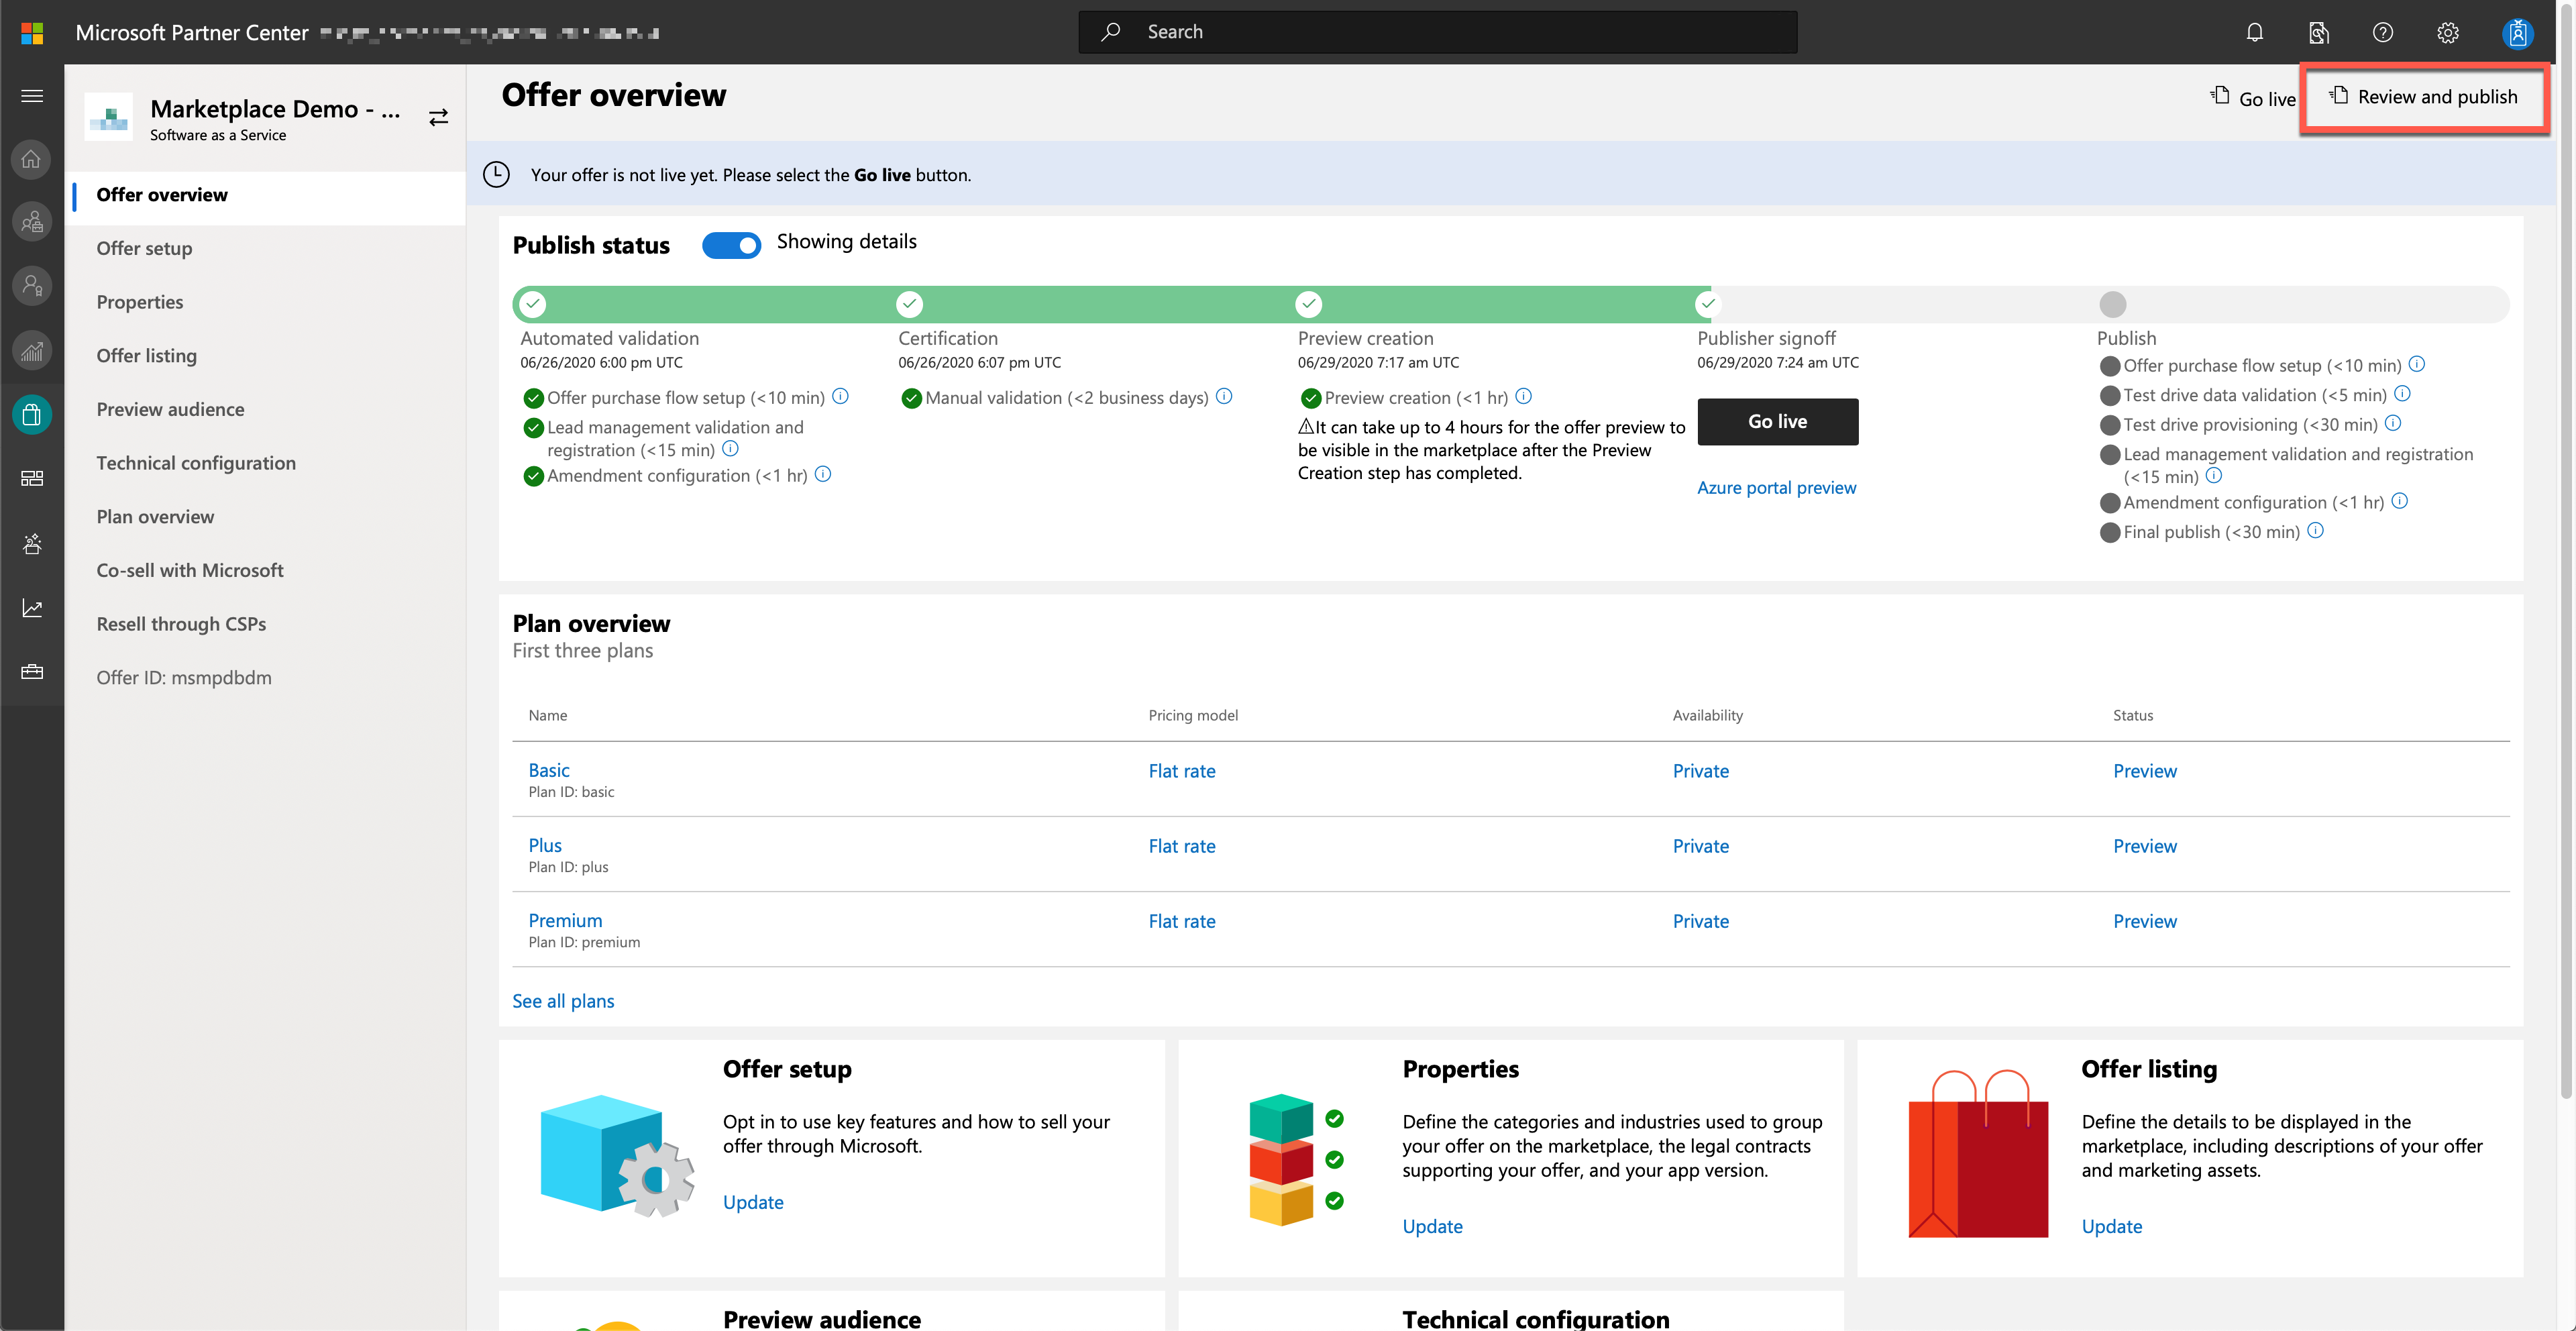 Microsoft Partner Center
Search
Marketplace Demo - ...
Software as a Service
Offer overview
Offer setup
Properties
Offer listing
Preview audience
Technical configuration
Plan overview
Co-sell with Microsoft
Resell through CSPs
Offer ID: msmpdbdm
Offer overview
Go live
Review and publish
Your offer is not live yet. Please select the Go live button.
Publish status
Showing details
Automated validation
06/26/2020 6:00 pm UTC
Offer purchase flow setup (<10 min)
Lead management validation and
registration (<15 min)
Amendment configuration (<1 hr)
Certification
06/26/2020 6:07 pm UTC
Manual validation (<2 business days)
Preview creation
06/29/2020 7:17 am UTC
Preview creation (<1 hr)
⚠It can take up to 4 hours for the offer preview to
be visible in the marketplace after the Preview
Creation step has completed.
Publisher signoff
06/29/2020 7:24 am UTC
Go live
Azure portal preview
Publish
Offer purchase flow setup (<10 min)
Test drive data validation (<5 min)
Test drive provisioning (<30 min)
Lead management validation and registration
(<15 min)
Amendment configuration (<1 hr)
Final publish (<30 min)
Plan overview
First three plans
Name Pricing model Availability Status
Basic Flat rate Private Preview
Plan ID: basic
Plus Flat rate Private Preview
Plan ID: plus
Premium Flat rate Private Preview
Plan ID: premium
See all plans
Offer setup
Opt in to use key features and how to sell your
offer through Microsoft.
Update
Properties
Define the categories and industries used to group
your offer on the marketplace, the legal contracts
supporting your offer, and your app version.
Update
Offer listing
Define the details to be displayed in the
marketplace, including descriptions of your offer
and marketing assets.
Update
Preview audience
Technical configuration